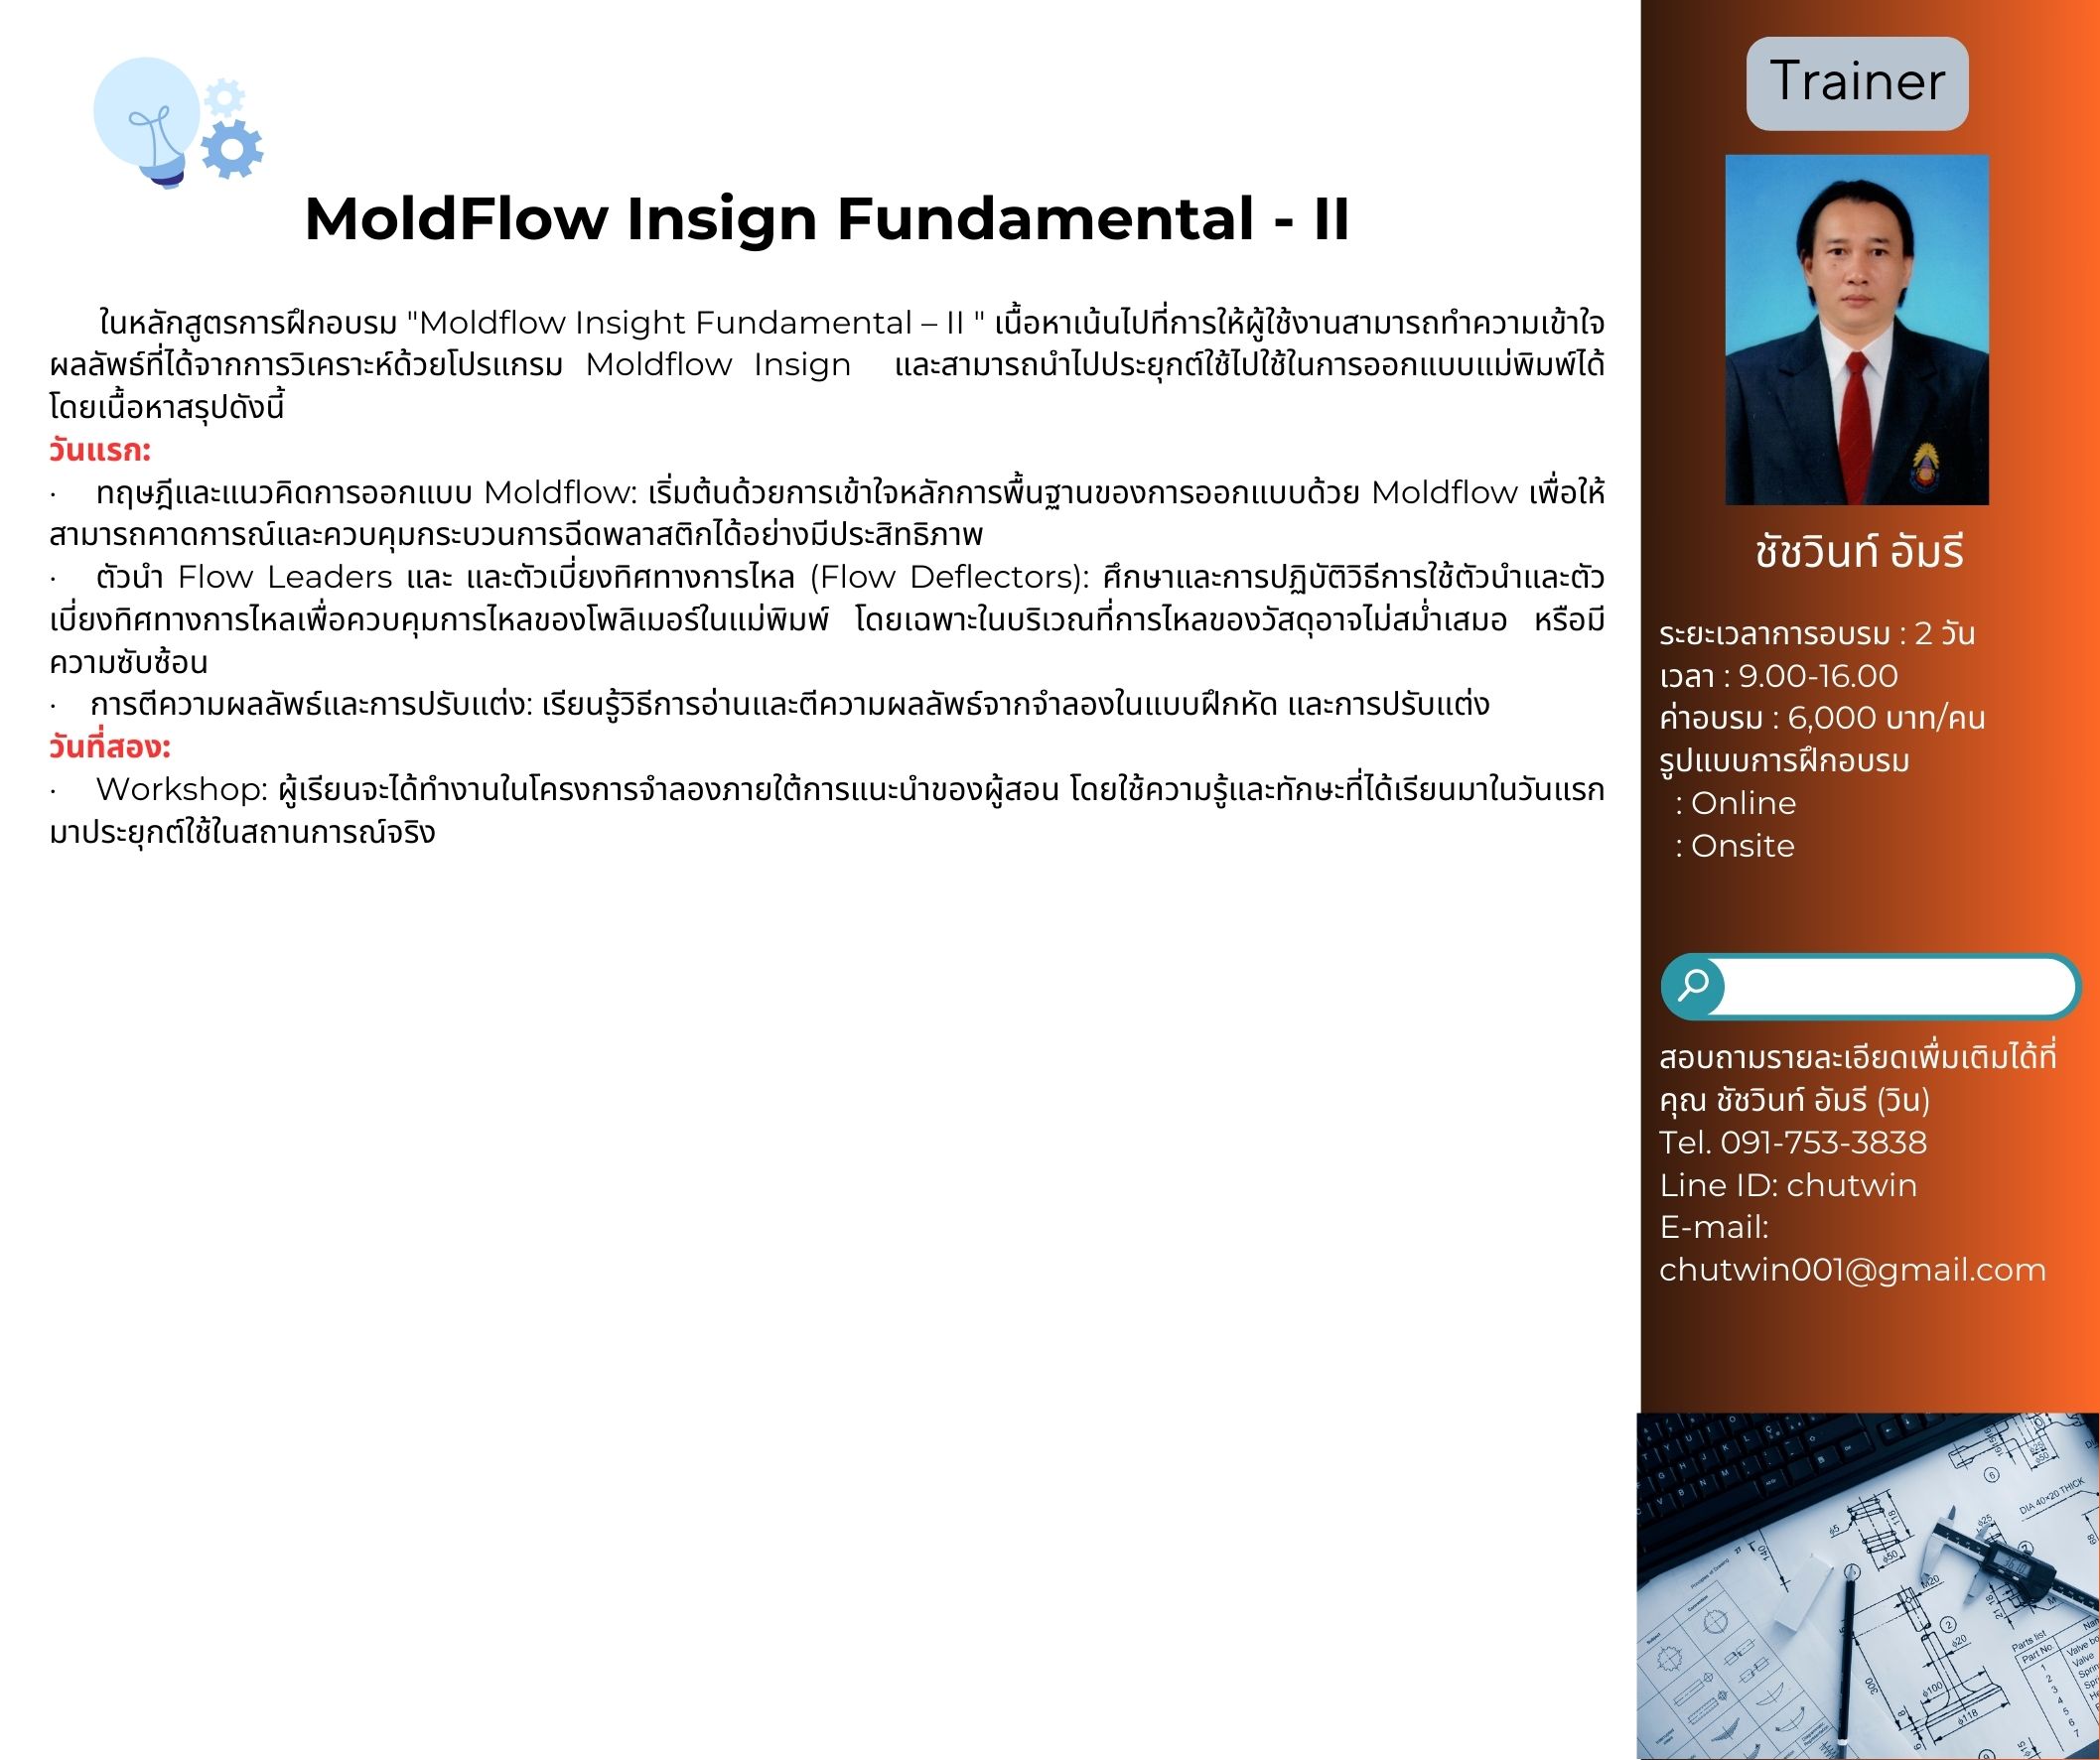 MoldFlow Insign Fundamental - II
ในหลักสูตรการฝึกอบรม "Moldflow Insight Fundamental – II " เนื้อหาเน้นไปที่การให้ผู้ใช้งานสามารถทำความเข้าใจ
ผลลัพธ์ที่ได้จากการวิเคราะห์ด้วยโปรแกรม Moldflow Insign และสามารถนำไปประยุกต์ใช้ไปใช้ในการออกแบบแม่พิมพ์ได้
โดยเนื้อหาสรุปดังนี้
วันแรก:
· ทฤษฎีและแนวคิดการออกแบบ Moldflow: เริ่มต้นด้วยการเข้าใจหลักการพื้นฐานของการออกแบบด้วย Moldflow เพื่อให้
สามารถคาดการณ์และควบคุมกระบวนการฉีดพลาสติกได้อย่างมีประสิทธิภาพ
· ตัวนำ Flow Leaders และ และตัวเบี่ยงทิศทางการไหล (Flow Deflectors): ศึกษาและการปฏิบัติวิธีการใช้ตัวนำและตัว
เบี่ยงทิศทางการไหลเพื่อควบคุมการไหลของโพลิเมอร์ในแม่พิมพ์ โดยเฉพาะในบริเวณที่การไหลของวัสดุอาจไม่สม่ำเสมอ หรือมี
ความซับซ้อน
· การตีความผลลัพธ์และการปรับแต่ง: เรียนรู้วิธีการอ่านและตีความผลลัพธ์จากจำลองในแบบฝึกหัด และการปรับแต่ง
วันที่สอง:
· Workshop: ผู้เรียนจะได้ทำงานในโครงการจำลองภายใต้การแนะนำของผู้สอน โดยใช้ความรู้และทักษะที่ได้เรียนมาในวันแรก
มาประยุกต์ใช้ในสถานการณ์จริง
Trainer
ชัชวินท์ อัมรี
ระยะเวลาการอบรม : 2 วัน
เวลา : 9.00-16.00
ค่าอบรม : 6,000 บาท/คน
รูปแบบการฝึกอบรม
: Online
: Onsite
สอบถามรายละเอียดเพิ่มเติมได้ที่
คุณ ชัชวินท์ อัมรี (วิน)
Tel. 091-753-3838
Line ID: chutwin
E-mail:
chutwin001@gmail.com
DIA 40×20 THICK
Parts list
Part No.